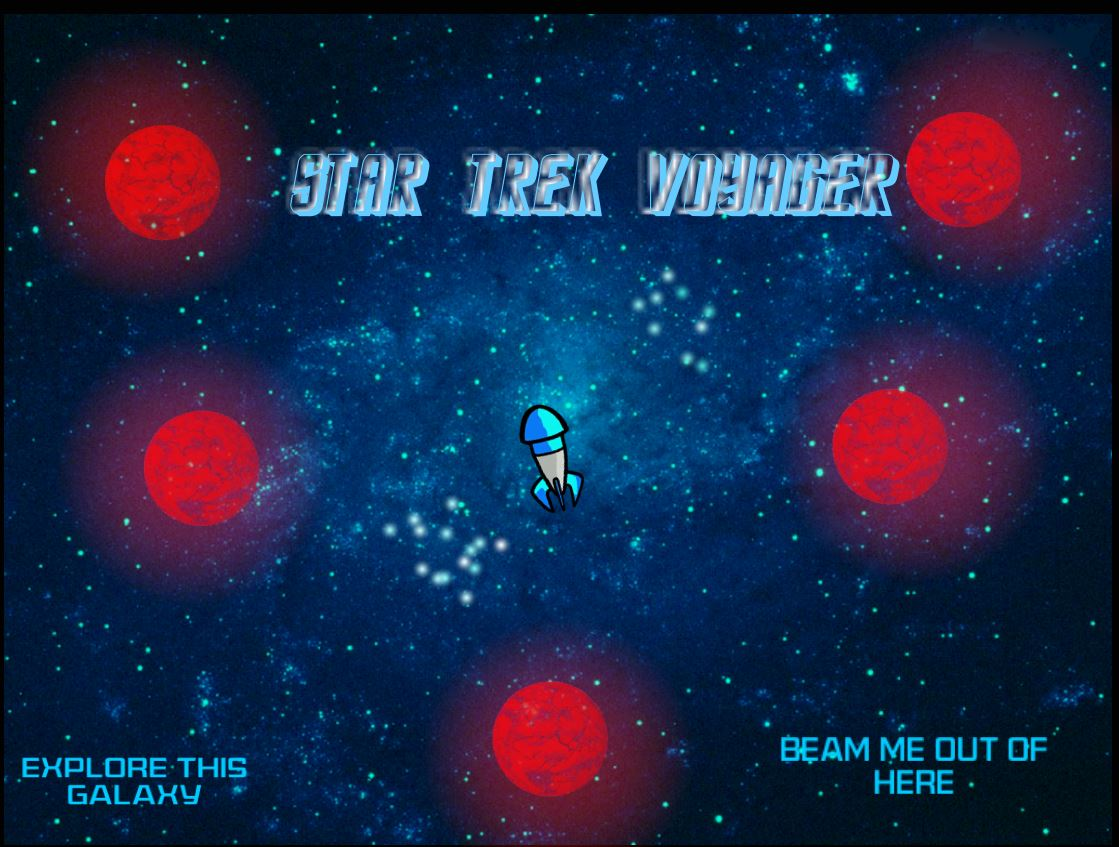 STAR TREK VOYAGER
EXPLORE THIS
GALAXY
BEAM ME OUT OF
HERE